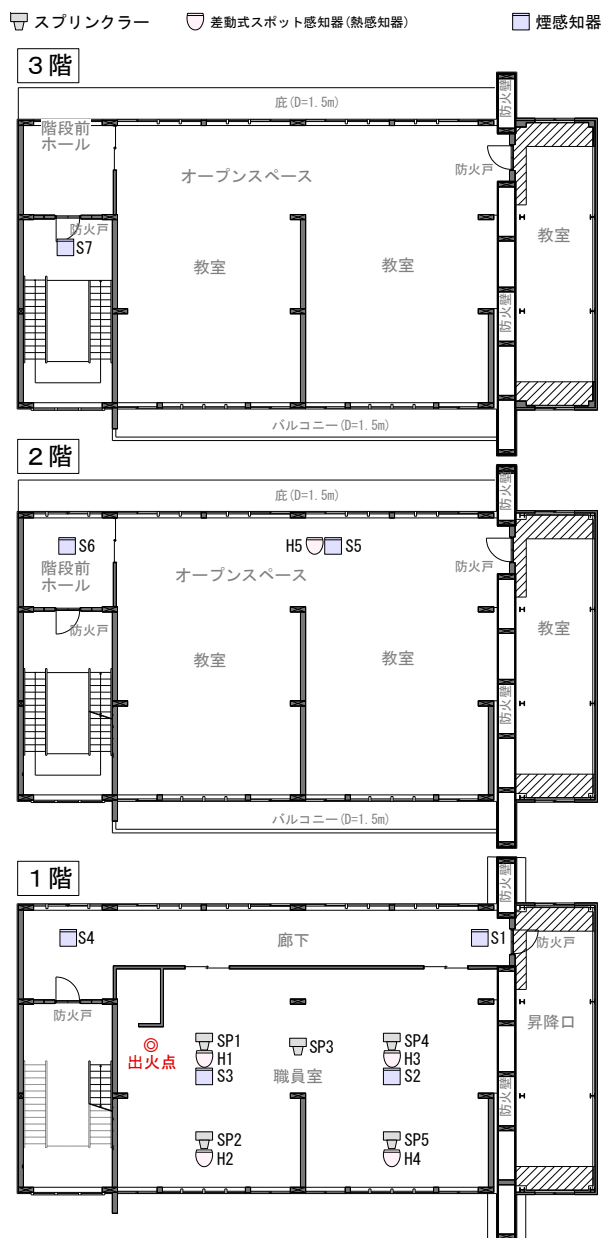 スプリンクラー 差動式スポット感知器(熱感知器) 煙感知器
3階
庇(D=1.5m)
防火壁
階段前
ホール
オープンスペース
防火戸
防火戸
S7
教室
教室
教室
防火壁
バルコニー(D=1.5m)
2階
庇(D=1.5m)
防火壁
S6
H5
S5
階段前
ホール
オープンスペース
防火戸
防火戸
教室
教室
教室
防火壁
バルコニー(D=1.5m)
1階
防火壁
S4
廊下
S1
防火戸
防火戸
出火点
SP1
H1
S3
SP3
職員室
SP4
H3
S2
昇降口
防火壁
SP2
H2
SP5
H4